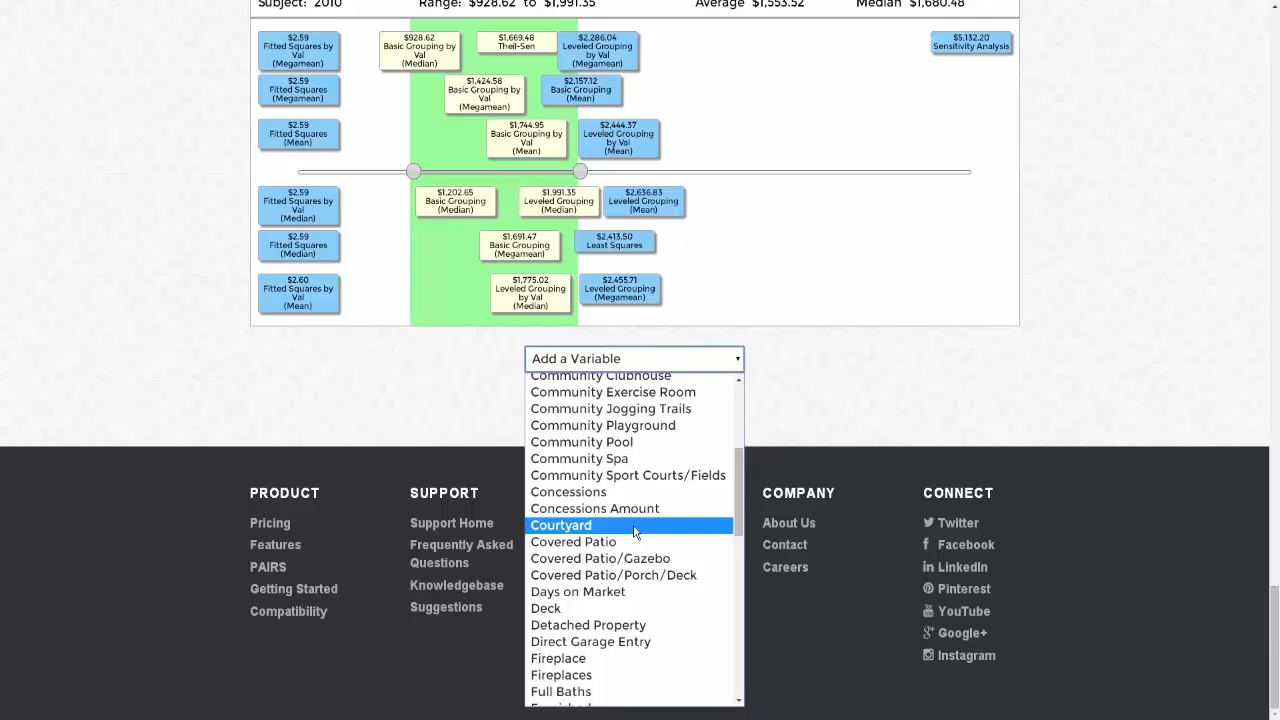 Subject: 2010
Range: $928.62 to $1,991.35
Average $1,553.52
Median $1,680.48
$2.59
Fitted Squares by
Val
(Megamean)
$928.62
Basic Grouping by
Val
(Median)
$1,669.48
Theil-Sen
$2,286.04
Leveled Grouping
by Val
(Megamean)
$5,132.20
Sensitivity Analysis
$2.59
Fitted Squares
(Megamean)
$1,424.58
Basic Grouping by
Val
(Megamean)
$2,157.12
Basic Grouping
(Mean)
$2.59
Fitted Squares
(Mean)
$1,744.95
Basic Grouping by
Val
(Mean)
$2,444.37
Leveled Grouping
by Val
(Mean)
$2.59
Fitted Squares by
Val
(Median)
$1,202.65
Basic Grouping
(Median)
$1,991.35
Leveled Grouping
(Median)
$2,636.83
Leveled Grouping
(Mean)
$2.59
Fitted Squares
(Median)
$1,691.47
Basic Grouping
(Megamean)
$2,413.50
Least Squares
$2.60
Fitted Squares by
Val
(Mean)
$1,775.02
Leveled Grouping
by Val
(Median)
$2,455.71
Leveled Grouping
(Megamean)
Add a Variable
Community Clubhouse
Community Exercise Room
Community Jogging Trails
Community Playground
Community Pool
Community Spa
Community Sport Courts/Fields
Concessions
Concessions Amount
Courtyard
Covered Patio
Covered Patio/Gazebo
Covered Patio/Porch/Deck
Days on Market
Deck
Detached Property
Direct Garage Entry
Fireplace
Fireplaces
Full Baths
PRODUCT
Pricing
Features
PAIRS
Getting Started
Compatibility
SUPPORT
Support Home
Frequently Asked
Questions
Knowledgebase
Suggestions
COMPANY
About Us
Contact
Careers
CONNECT
Twitter
Facebook
LinkedIn
Pinterest
YouTube
Google+
Instagram